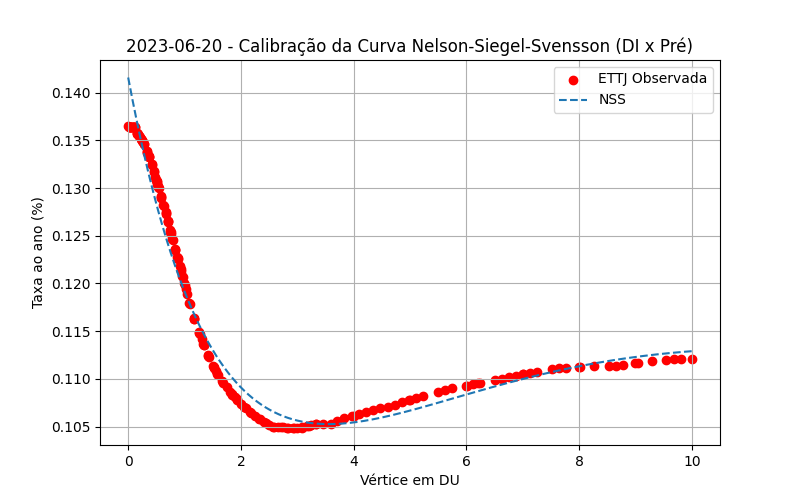 2023-06-20 - Calibração da Curva Nelson-Siegel-Svensson (DI x Pré)
ETTJ Observada
NSS
Taxa ao ano (%)
0.140
0.135
0.130
0.125
0.120
0.115
0.110
0.105
0 2 4 6 8 10
Vértice em DU